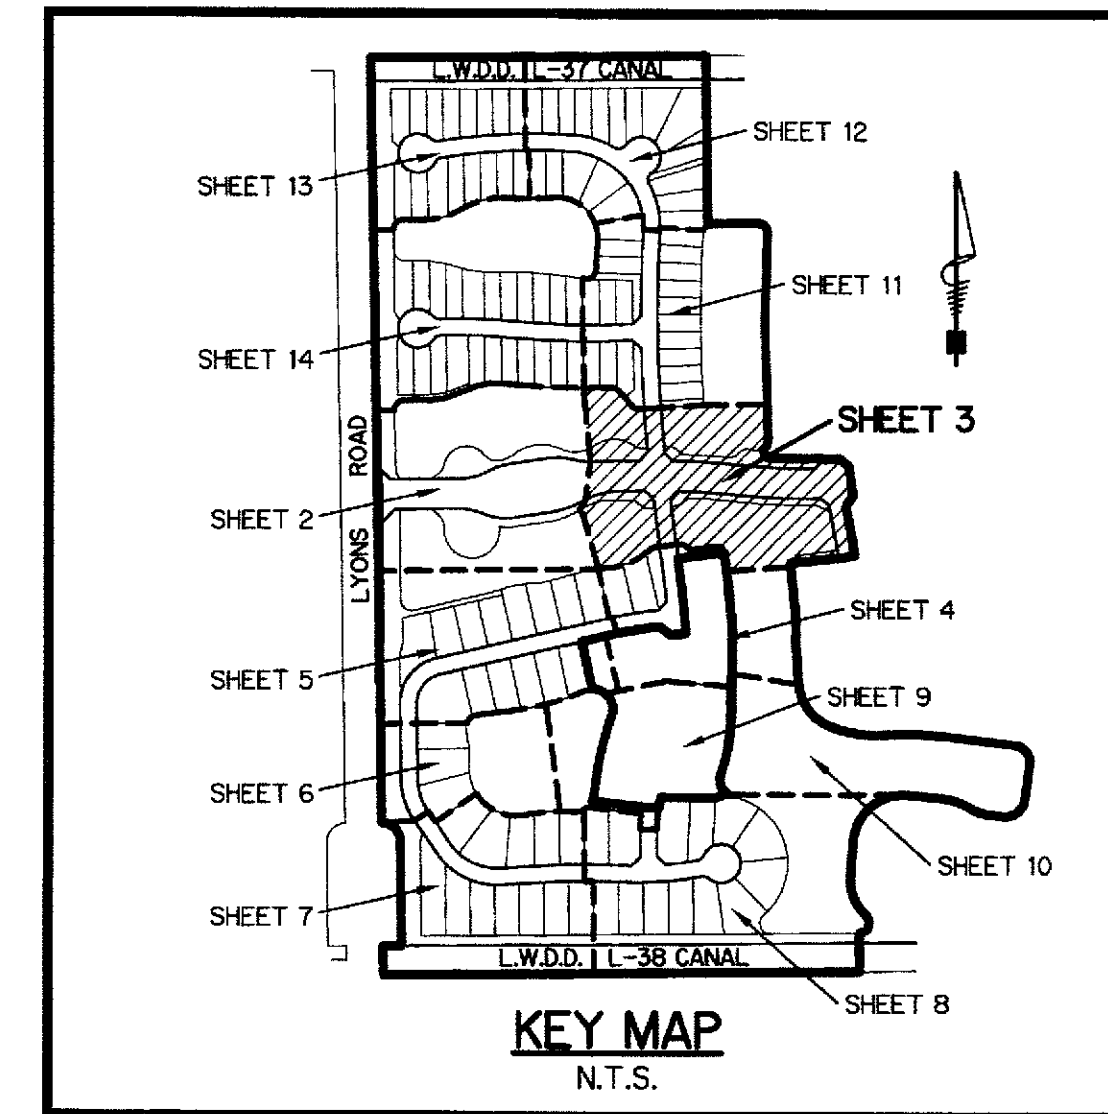 L.W.D.D. L-37 CANAL
SHEET 12
SHEET 13
SHEET 11
SHEET 14
SHEET 3
LYONS ROAD
SHEET 2
SHEET 4
SHEET 5
SHEET 9
SHEET 6
SHEET 10
SHEET 7
L.W.D.D. L-38 CANAL
SHEET 8
KEY MAP
N.T.S.